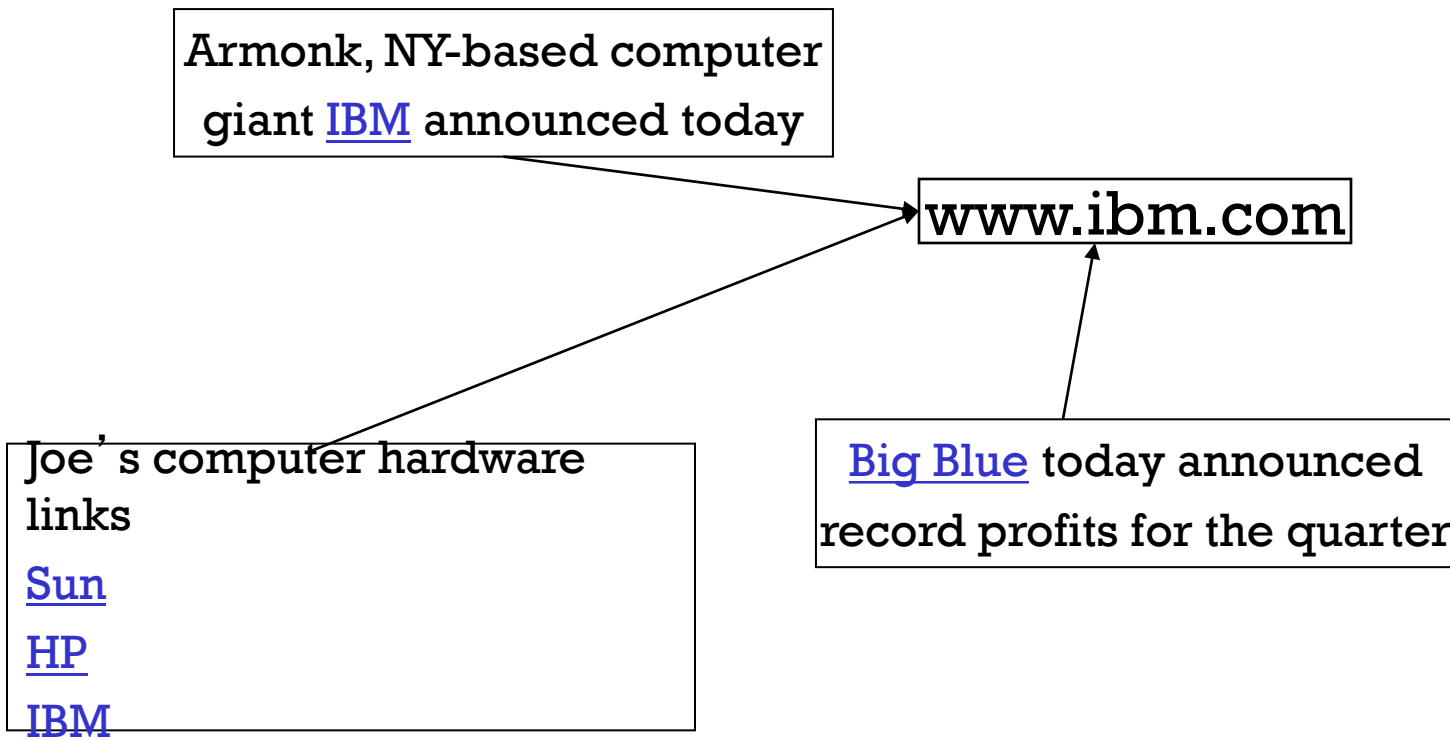 Armonk, NY-based computer
giant IBM announced today
www.ibm.com
Joe’s computer hardware
links
Sun
HP
IBM
Big Blue today announced
record profits for the quarter